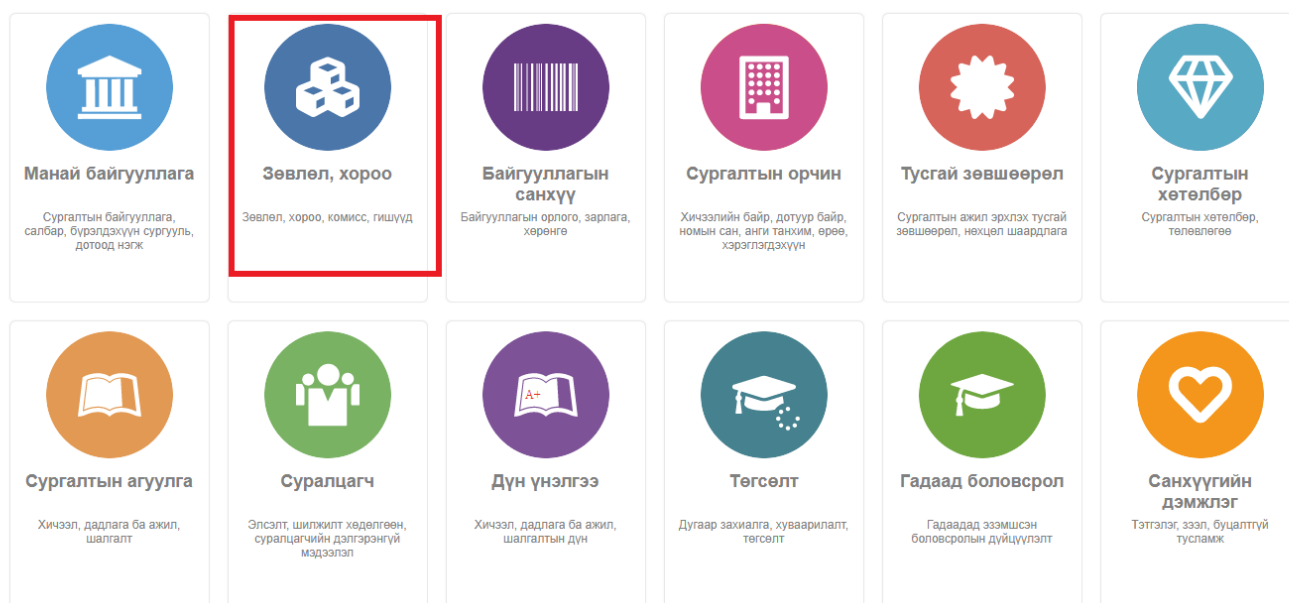 Манай байгууллага
Сургалтын байгууллага,
салбар, бүрэлдэхүүн сургууль,
дотоод нэгж
Зөвлөл, хороо
Зөвлөл, хороо, комисс, гишүүд
Байгууллагын
санхүү
Байгууллагын орлого, зарлага,
хөрөнгө
Сургалтын орчин
Хичээлийн байр, дотуур байр,
номын сан, анги танхим, өрөө,
хэрэглэгдэхүүн
Тусгай зөвшөөрөл
Сургалтын ажил эрхлэх тусгай
зөвшөөрөл, нөхцөл шаардлага
Сургалтын
хөтөлбөр
Сургалтын хөтөлбөр,
төлөвлөгөө
Сургалтын агуулга
Хичээл, дадлага ба ажил,
шалгалт
Суралцагч
Элсэлт, шилжилт хөдөлгөөн,
суралцагчийн дэлгэрэнгүй
мэдээлэл
A+
Дүн үнэлгээ
Хичээл, дадлага ба ажил,
шалгалтын дүн
Төгсөлт
Дугаар захиалга, хуваарилалт,
төгсөлт
Гадаад боловсрол
Гадаадад эзэмшсэн
боловсролын дүйцүүлэлт
Санхүүгийн
дэмжлэг
Тэтгэлэг, зээл, буцалтгүй
тусламж